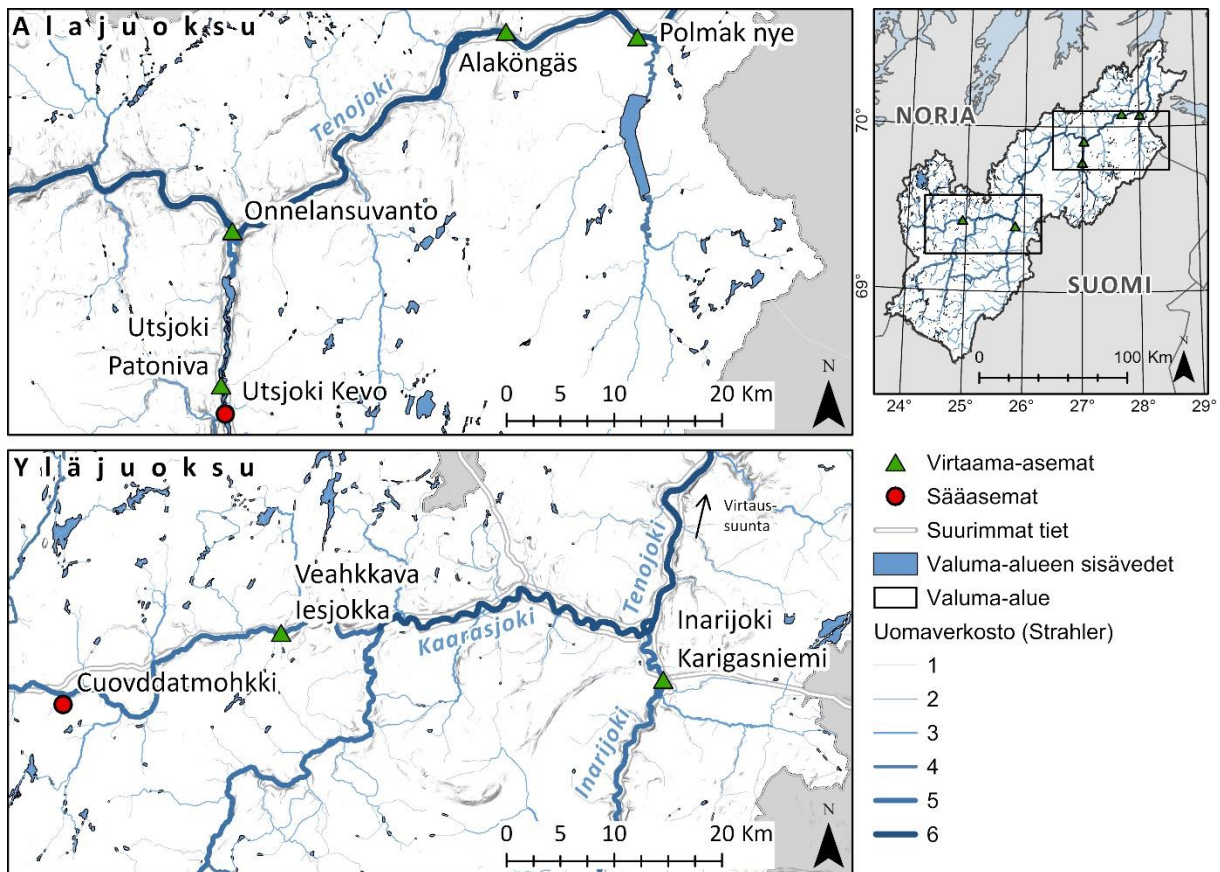 Alajuoksu
Polmak nye
Alaköngäs
Tenojoki
Onnelansuvanto
Utsjoki
Patoniva
Utsjoki Kevo
N
0 5 10 20 Km
NORJA
70°
69°
SUOMI
0 100 Km
N
24° 25° 26° 27° 28° 29°
Yläjuoksu
Virtaus-
suunta
Tenojoki
Veahkkava
Iesjokka
Kaarasjoki
Inarijoki
Karigasniemi
Cuovddatmohkki
Inarijoki
N
0 5 10 20 Km
Virtaama-asemat
Sääasemat
Suurimmat tiet
Valuma-alueen sisävedet
Valuma-alue
Uomaverkosto (Strahler)
1
2
3
4
5
6